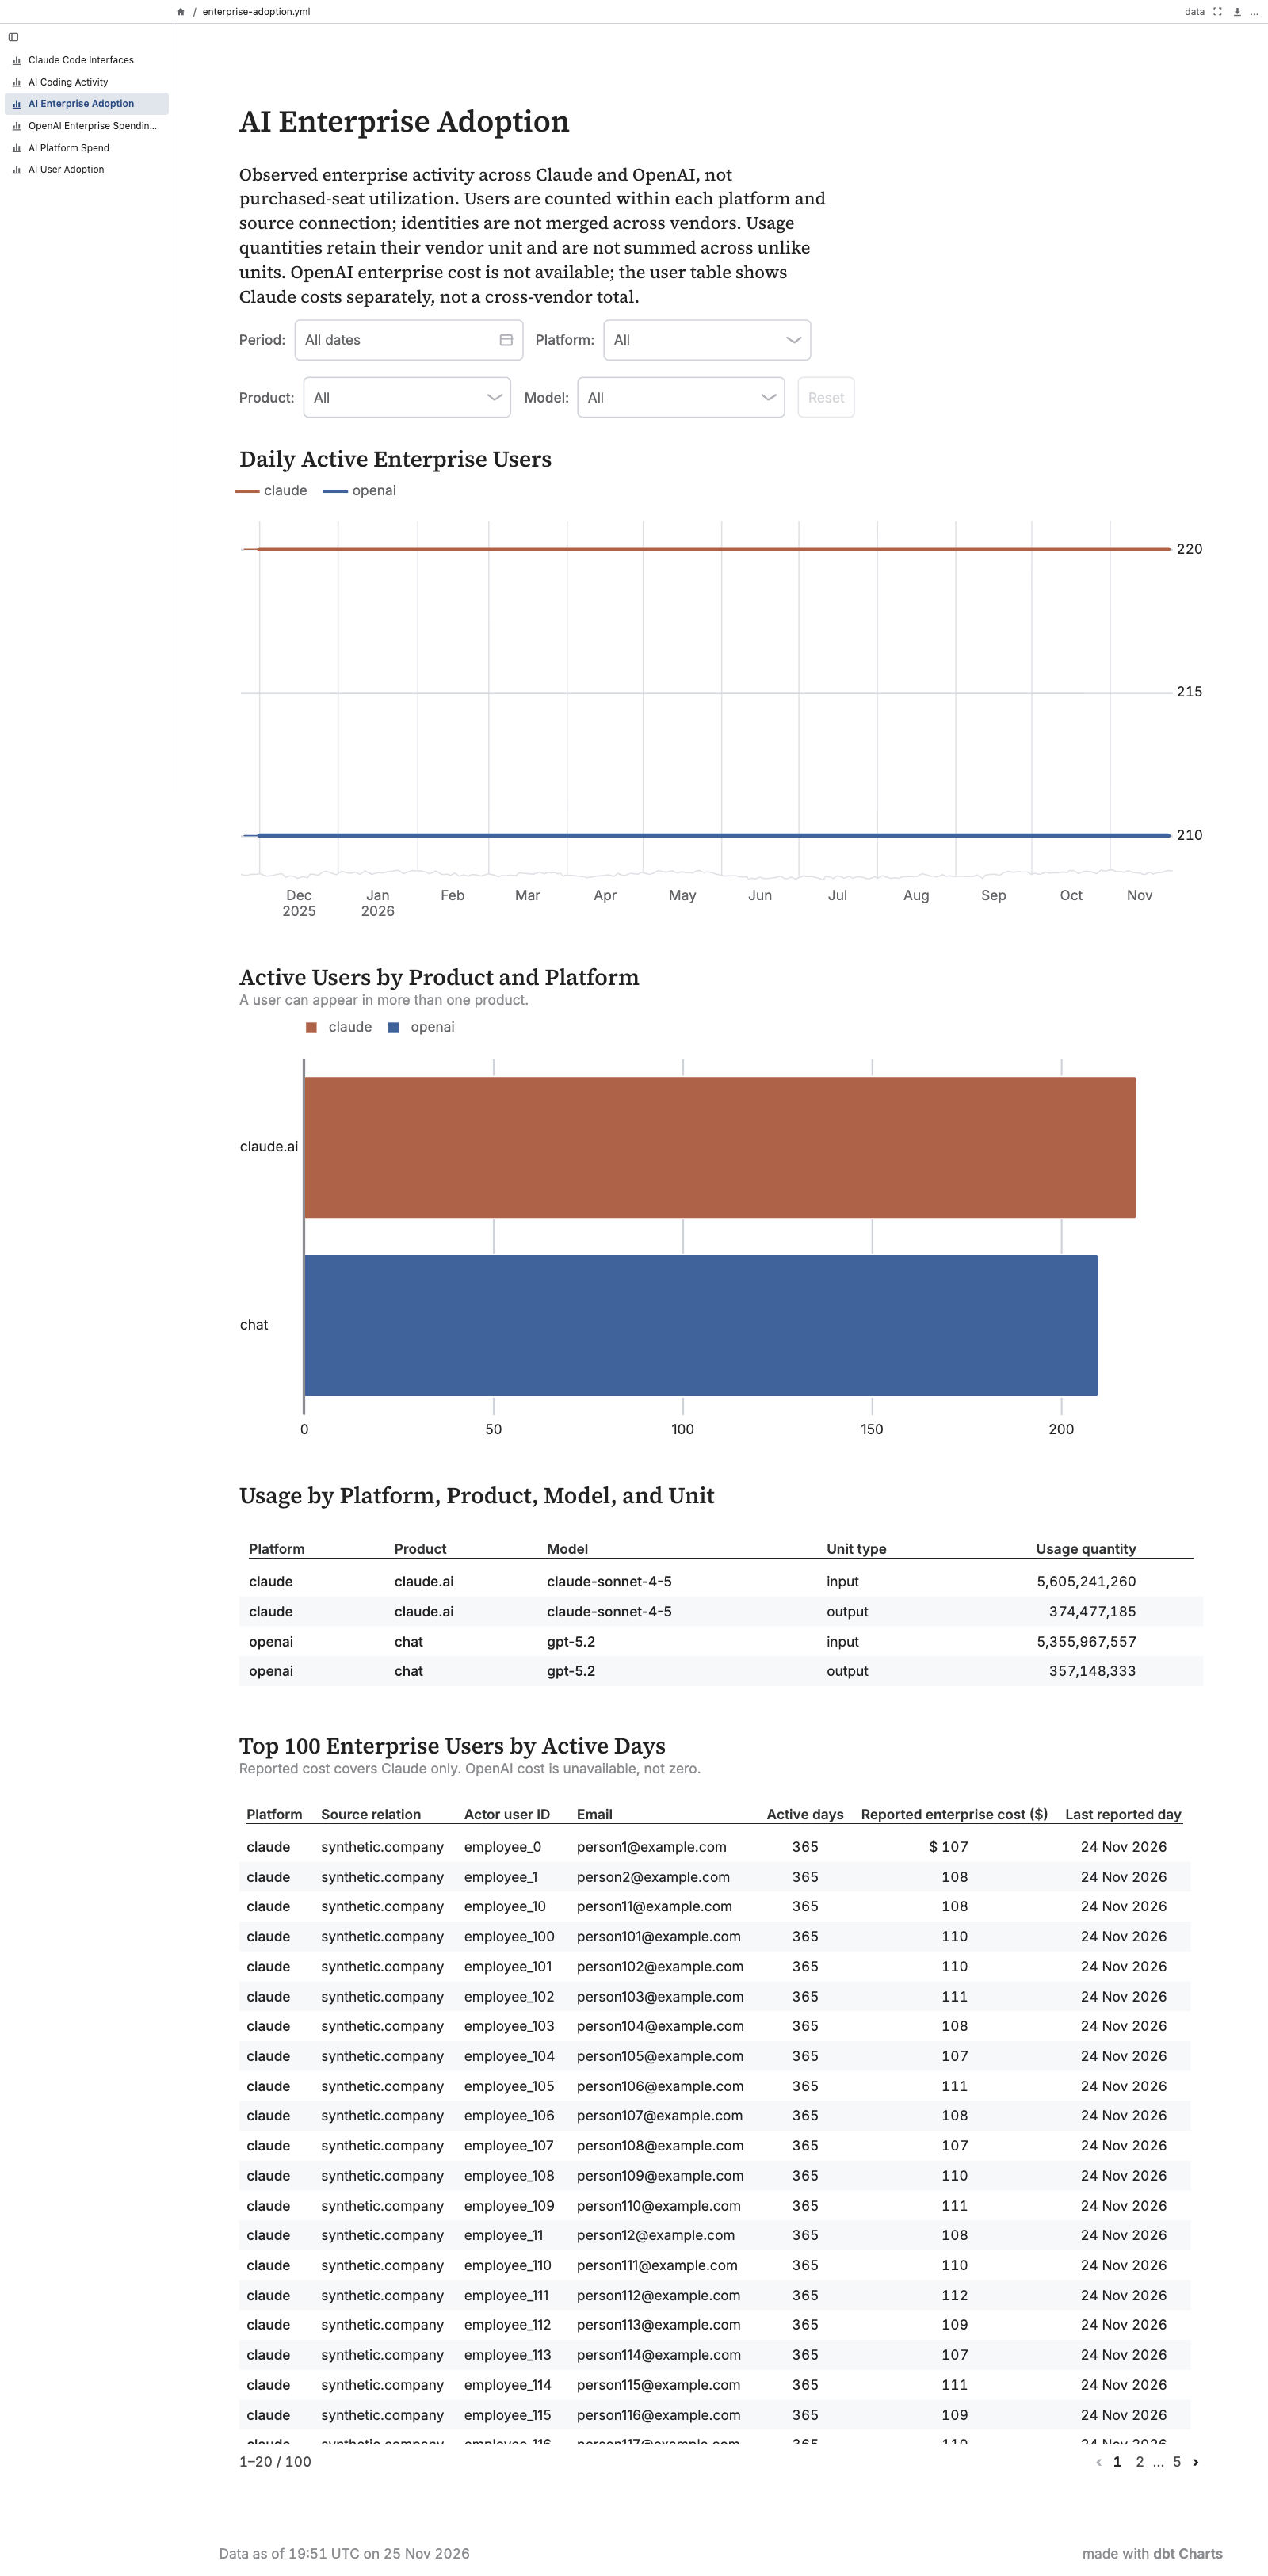 / enterprise-adoption.yml
data ...
Claude Code Interfaces
AI Coding Activity
AI Enterprise Adoption
OpenAI Enterprise Spendin...
AI Platform Spend
AI User Adoption
AI Enterprise Adoption
Observed enterprise activity across Claude and OpenAI, not
purchased-seat utilization. Users are counted within each platform and
source connection; identities are not merged across vendors. Usage
quantities retain their vendor unit and are not summed across unlike
units. OpenAI enterprise cost is not available; the user table shows
Claude costs separately, not a cross-vendor total.
Period: All dates Platform: All
Product: All Model: All Reset
Daily Active Enterprise Users
claude openai
220
215
210
Dec Jan Feb Mar Apr May Jun Jul Aug Sep Oct Nov
2025 2026
Active Users by Product and Platform
A user can appear in more than one product.
claude openai
claude.ai
chat
0 50 100 150 200
Usage by Platform, Product, Model, and Unit
Platform Product Model Unit type Usage quantity
claude claude.ai claude-sonnet-4-5 input 5,605,241,260
claude claude.ai claude-sonnet-4-5 output 374,477,185
openai chat gpt-5.2 input 5,355,967,557
openai chat gpt-5.2 output 357,148,333
Top 100 Enterprise Users by Active Days
Reported cost covers Claude only. OpenAI cost is unavailable, not zero.
Platform Source relation Actor user ID Email Active days Reported enterprise cost ($) Last reported day
claude synthetic.company employee_0 person1@example.com 365 $ 107 24 Nov 2026
claude synthetic.company employee_1 person2@example.com 365 108 24 Nov 2026
claude synthetic.company employee_10 person11@example.com 365 108 24 Nov 2026
claude synthetic.company employee_100 person101@example.com 365 110 24 Nov 2026
claude synthetic.company employee_101 person102@example.com 365 110 24 Nov 2026
claude synthetic.company employee_102 person103@example.com 365 111 24 Nov 2026
claude synthetic.company employee_103 person104@example.com 365 108 24 Nov 2026
claude synthetic.company employee_104 person105@example.com 365 107 24 Nov 2026
claude synthetic.company employee_105 person106@example.com 365 111 24 Nov 2026
claude synthetic.company employee_106 person107@example.com 365 108 24 Nov 2026
claude synthetic.company employee_107 person108@example.com 365 107 24 Nov 2026
claude synthetic.company employee_108 person109@example.com 365 110 24 Nov 2026
claude synthetic.company employee_109 person110@example.com 365 111 24 Nov 2026
claude synthetic.company employee_11 person12@example.com 365 108 24 Nov 2026
claude synthetic.company employee_110 person111@example.com 365 110 24 Nov 2026
claude synthetic.company employee_111 person112@example.com 365 112 24 Nov 2026
claude synthetic.company employee_112 person113@example.com 365 109 24 Nov 2026
claude synthetic.company employee_113 person114@example.com 365 107 24 Nov 2026
claude synthetic.company employee_114 person115@example.com 365 111 24 Nov 2026
claude synthetic.company employee_115 person116@example.com 365 109 24 Nov 2026
claude synthetic.company employee_116 person117@example.com 365 110 24 Nov 2026
1–20 / 100 ‹ 1 2 ... 5 ›
Data as of 19:51 UTC on 25 Nov 2026
made with dbt Charts